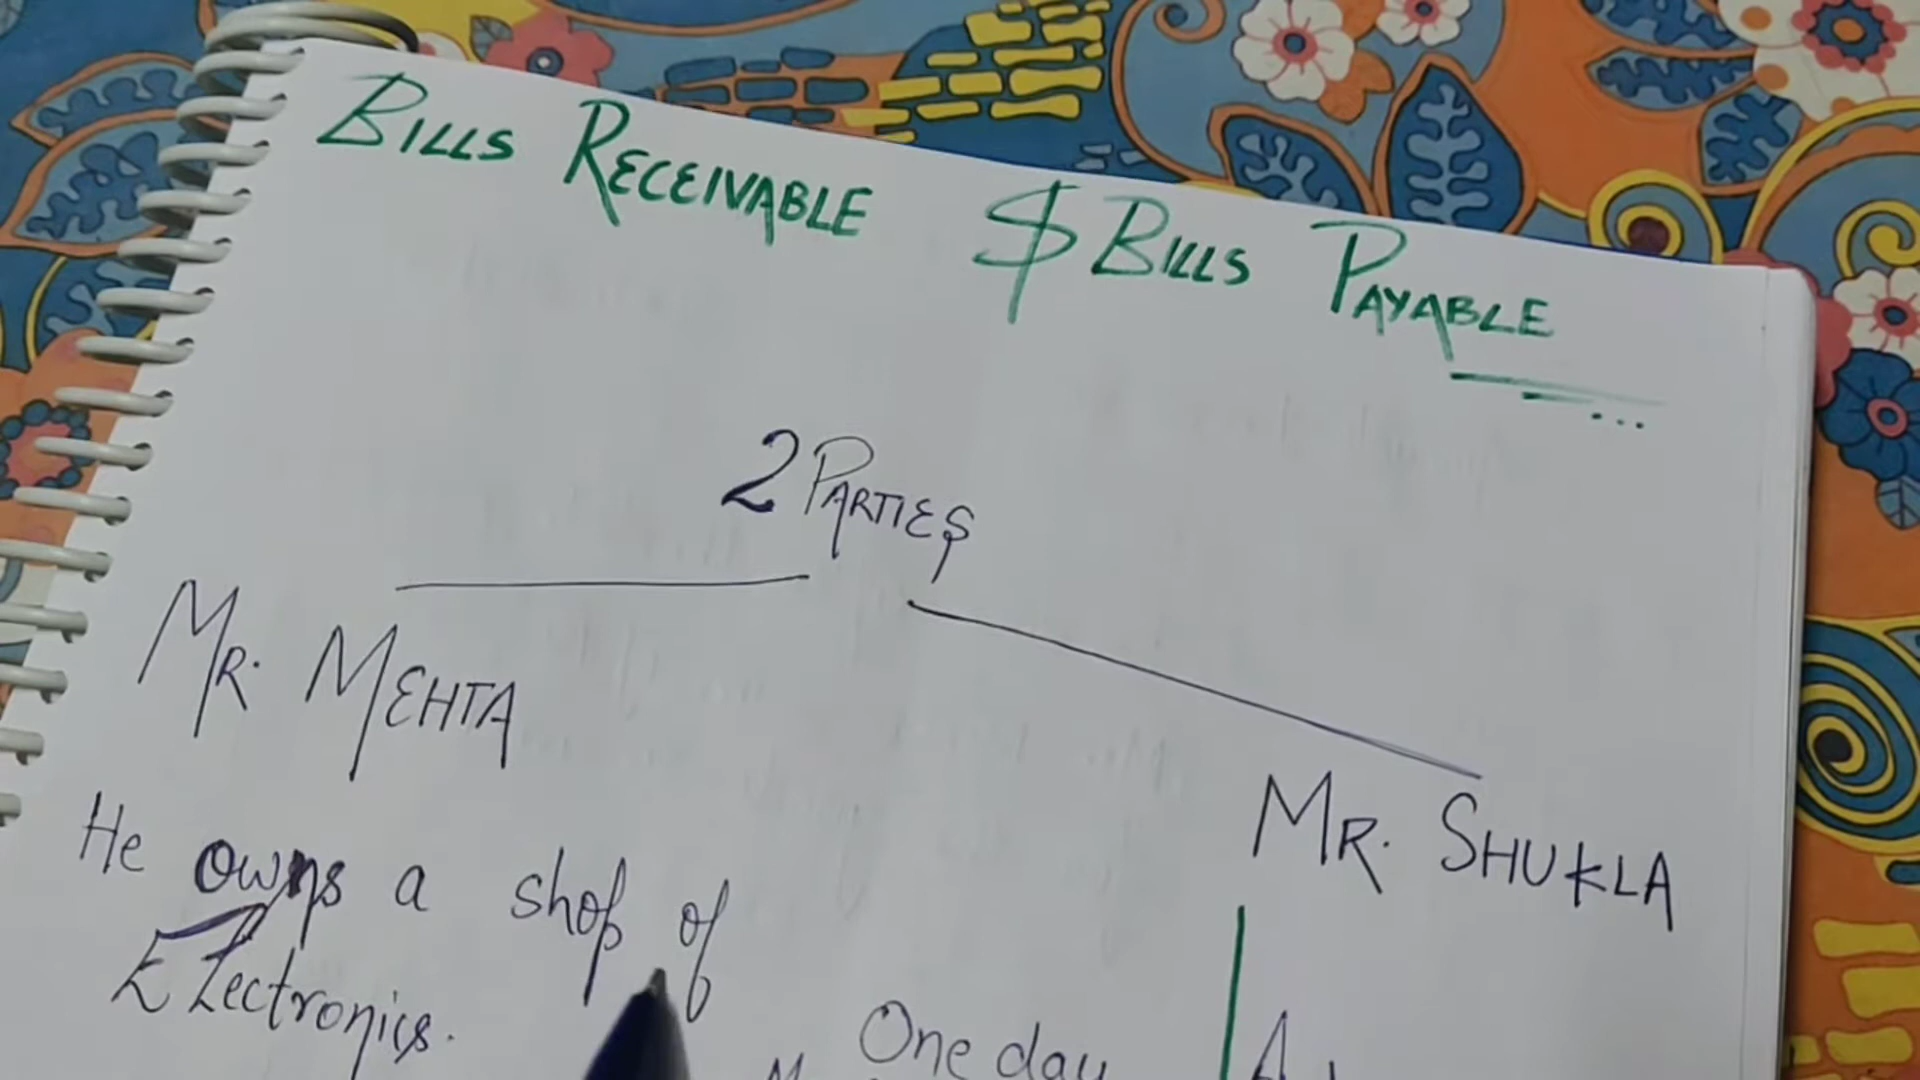 BILLS RECEIVABLE $ BILLS PAYABLE...
2 PARTIES
MR. MEHTA
MR. SHUKLA
He owns a shop of
Electronics.
One day